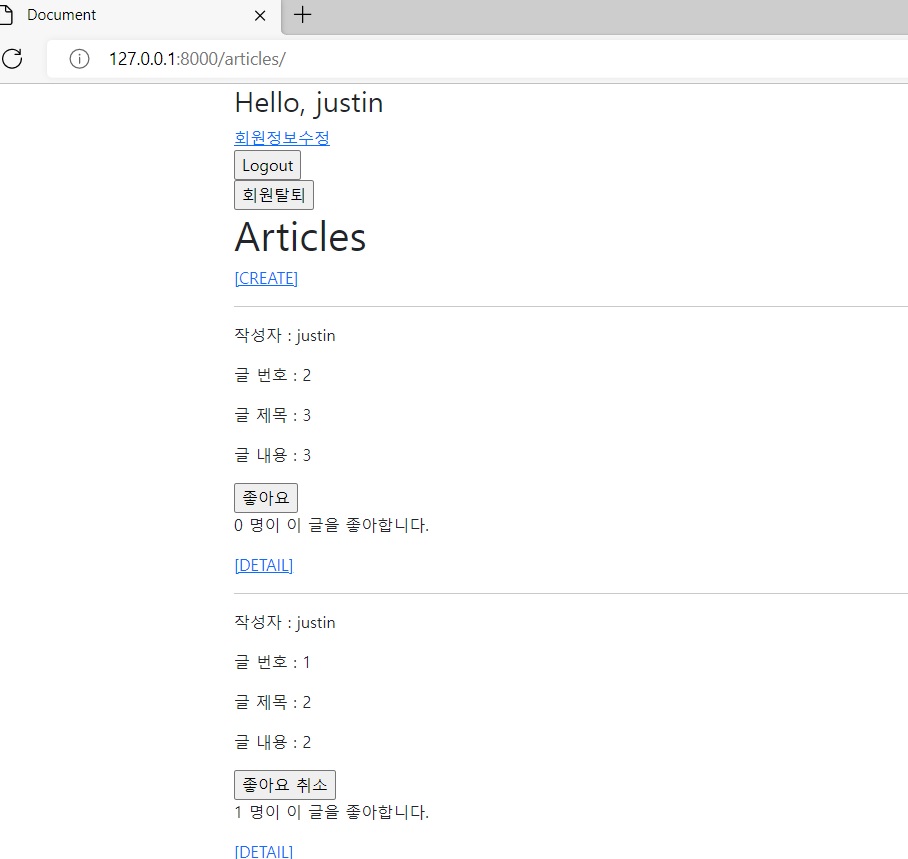 Document
127.0.0.1:8000/articles/
Hello, justin
회원정보수정
Logout
회원탈퇴
Articles
[CREATE]
작성자 : justin
글 번호 : 2
글 제목 : 3
글 내용 : 3
좋아요
0 명이 이 글을 좋아합니다.
[DETAIL]
작성자 : justin
글 번호 : 1
글 제목 : 2
글 내용 : 2
좋아요 취소
1 명이 이 글을 좋아합니다.
[DETAIL]